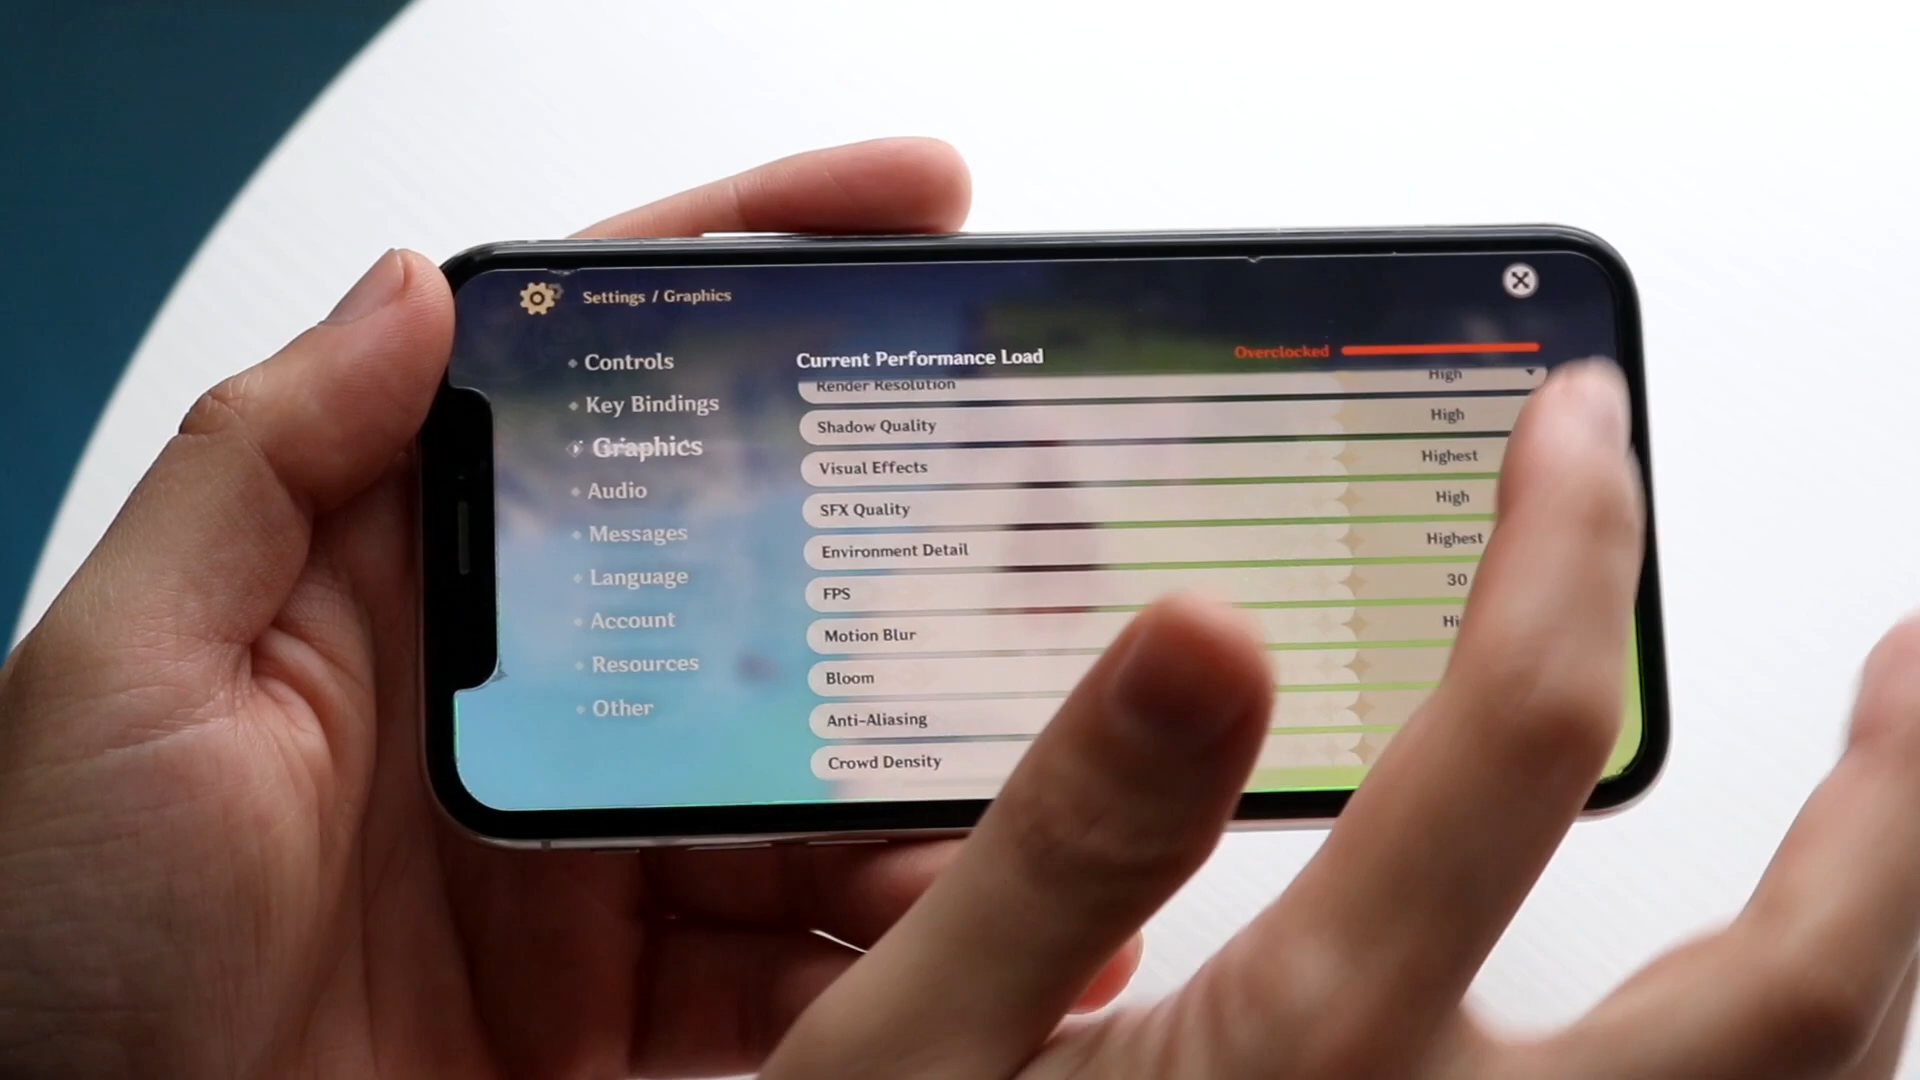 Settings / Graphics
Controls
Key Bindings
Graphics
Audio
Messages
Language
Account
Resources
Other
Current Performance Load
Overclocked
Render Resolution High
Shadow Quality High
Visual Effects Highest
SFX Quality High
Environment Detail Highest
FPS 30
Motion Blur
Bloom
Anti-Aliasing
Crowd Density